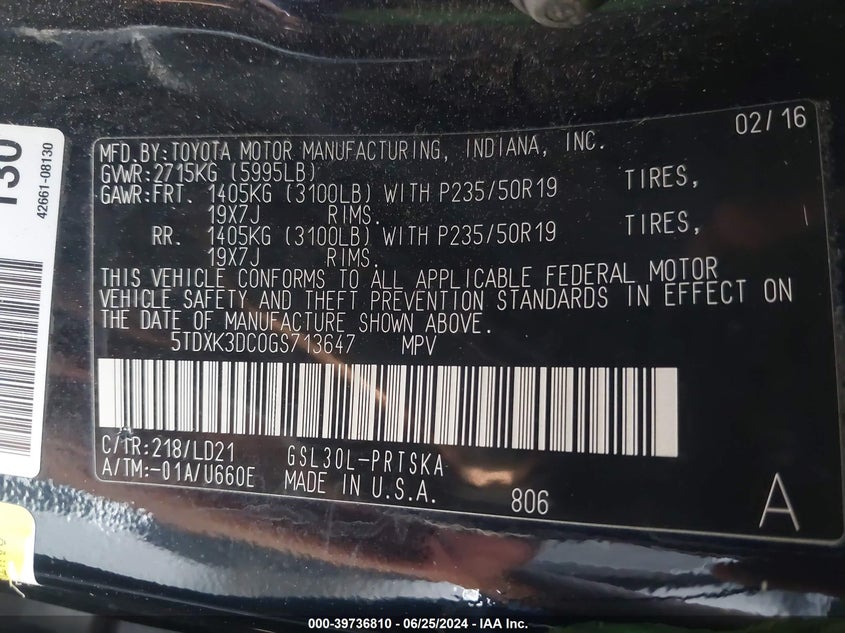 130
42661-08130
02/16
MFD.BY:TOYOTA MOTOR MANUFACTURING, INDIANA, INC.
GVWR:2715KG (5995LB)
GAWR:FRT. 1405KG (3100LB) WITH P235/50R19 TIRES,
19X7J RIMS.
RR. 1405KG (3100LB) WITH P235/50R19 TIRES,
19X7J RIMS.
THIS VEHICLE CONFORMS TO ALL APPLICABLE FEDERAL MOTOR
VEHICLE SAFETY AND THEFT PREVENTION STANDARDS IN EFFECT ON
THE DATE OF MANUFACTURE SHOWN ABOVE.
5TDXK3DC0GS713647 MPV
C/TR:218/LD21 GSL30L-PRTSKA
A/TM:-01A/U660E MADE IN U.S.A.
806
A
000-39736810 - 06/25/2024 - IAA Inc.